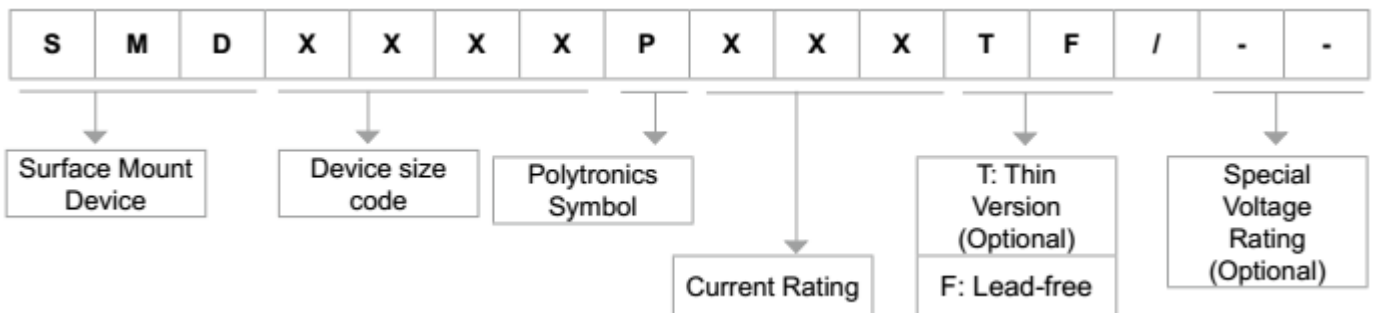 S M D X X X X P X X X T F / - -
Surface Mount
Device
Device size
code
Polytronics
Symbol
Current Rating
T: Thin
Version
(Optional)
F: Lead-free
Special
Voltage
Rating
(Optional)